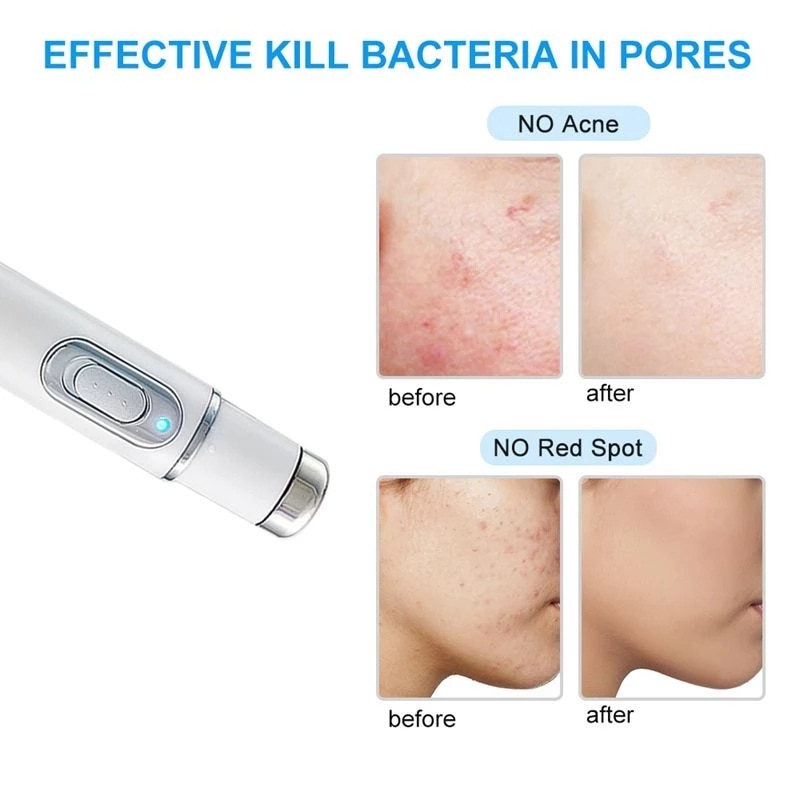 EFFECTIVE KILL BACTERIA IN PORES
NO Acne
before
after
NO Red Spot
before
after